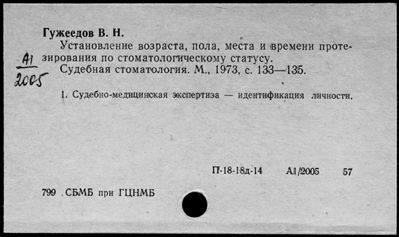 Гужеедов В. Н.
Установление возраста, пола, места и времени проте-
зирования по стоматологическому статусу.
Судебная стоматология. М., 1973, с. 133—135.
А1
2005
1. Судебно-медицинская экспертиза — идентификация личности.
П-18-18д-14 А1/2005 57
799 . СБМБ при ГЦНМБ